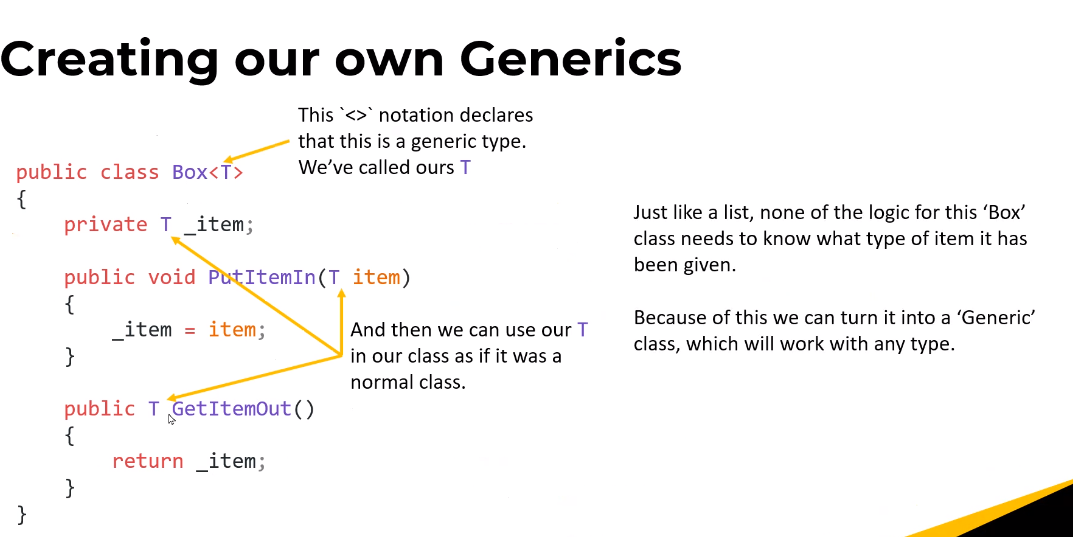 Creating our own Generics
This `<>` notation declares
that this is a generic type.
We’ve called ours T
public class Box<T>
{
    private T _item;
    public void PutItemIn(T item)
    {
        _item = item;
    }
    public T GetItemOut()
    {
        return _item;
    }
}
And then we can use our T
in our class as if it was a
normal class.
Just like a list, none of the logic for this ‘Box’
class needs to know what type of item it has
been given.
Because of this we can turn it into a ‘Generic’
class, which will work with any type.